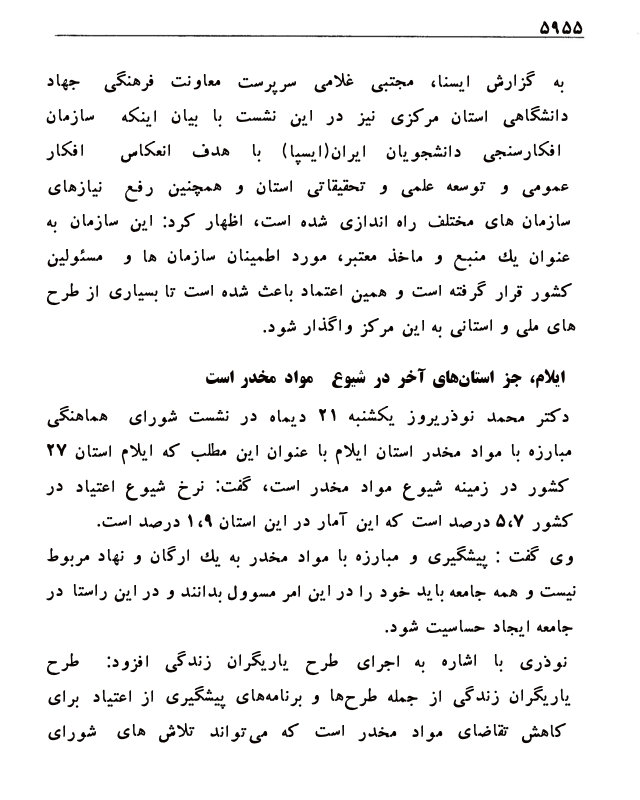 ۵۹۵۵
به گزارش ایسنا، مجتبی غلامی سرپرست معاونت فرهنگی جهاد
دانشگاهی استان مرکزی نیز در این نشست با بیان اینکه سازمان
افکارسنجی دانشجویان ایران(ایسپا) با هدف انعکاس افکار
عمومی و توسعه علمی و تحقیقاتی استان و همچنین رفع نیازهای
سازمان های مختلف راه اندازی شده است، اظهار کرد: این سازمان به
عنوان یك منبع و ماخذ معتبر، مورد اطمینان سازمان ها و مسئولین
کشور قرار گرفته است و همین اعتماد باعث شده است تا بسیاری از طرح
های ملی و استانی به این مرکز واگذار شود.
ایلام، جز استان‌های آخر در شیوع مواد مخدر است
دکتر محمد نوذریروز یکشنبه ۲۱ دیماه در نشست شورای هماهنگی
مبارزه با مواد مخدر استان ایلام با عنوان این مطلب که ایلام استان ۲۷
کشور در زمینه شیوع مواد مخدر است، گفت: نرخ شیوع اعتیاد در
کشور ۵،۷ درصد است که این آمار در این استان ۱،۹ درصد است.
وی گفت : پیشگیری و مبارزه با مواد مخدر به یك ارگان و نهاد مربوط
نیست و همه جامعه باید خود را در این امر مسوول بدانند و در این راستا در
جامعه ایجاد حساسیت شود.
نوذری با اشاره به اجرای طرح یاریگران زندگی افزود: طرح
یاریگران زندگی از جمله طرح‌ها و برنامه‌های پیشگیری از اعتیاد برای
کاهش تقاضای مواد مخدر است که می‌تواند تلاش های شورای